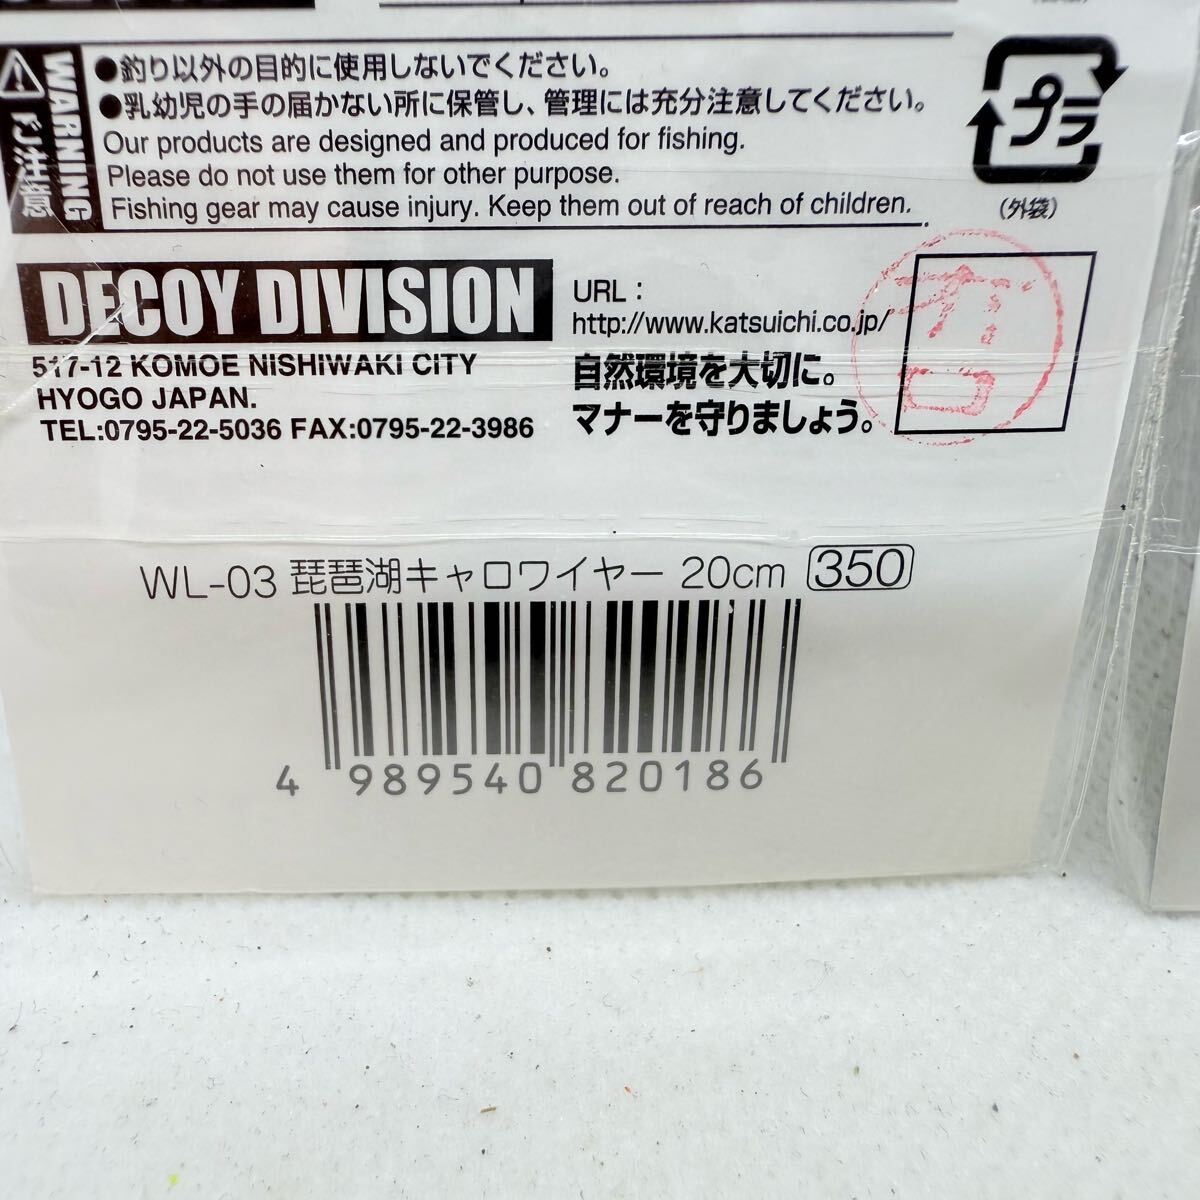 WARNING
注意
●釣り以外の目的に使用しないでください。
●乳幼児の手の届かない所に保管し、管理には充分注意してください。
Our products are designed and produced for fishing.
Please do not use them for other purpose.
Fishing gear may cause injury. Keep them out of reach of children.
プラ
(外袋)
DECOY DIVISION
517-12 KOMOE NISHIWAKI CITY
HYOGO JAPAN.
TEL:0795-22-5036 FAX:0795-22-3986
URL :
http://www.katsuichi.co.jp/
自然環境を大切に。
マナーを守りましょう。
WL-03 琵琶湖キャロワイヤー 20cm 350
4 989540 820186